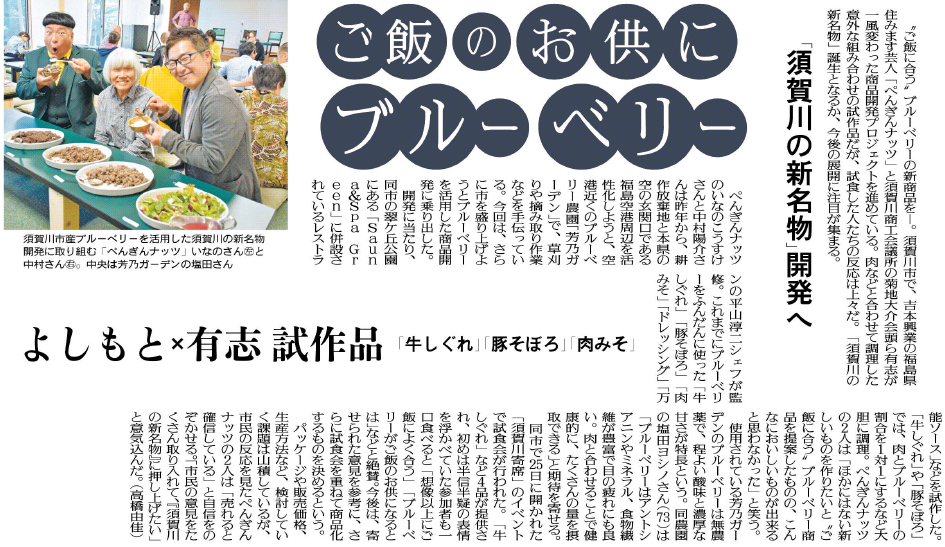 ご飯のお供に
ブルーベリー
「須賀川の新名物」開発へ
〝ご飯に合う〟ブルーベリーの新商品を―。須賀川市で、吉本興業の福島県
住みます芸人「ぺんぎんナッツ」と須賀川商工会議所の菊地大介会頭ら有志が
一風変わった商品開発プロジェクトを進めている。肉などと合わせて調理した
意外な組み合わせの試作品だが、試食した人たちの反応は上々だ。「須賀川の
新名物」誕生となるか、今後の展開に注目が集まる。
須賀川市産ブルーベリーを活用した須賀川の新名物
開発に取り組む「ぺんぎんナッツ」いなのさん㊧と
中村さん㊨。中央は芳乃ガーデンの塩田さん
よしもと×有志 試作品
「牛しぐれ」「豚そぼろ」「肉みそ」
ぺんぎんナッツ
のいなのこうすけ
さんと中村陽介さ
んは昨年から、耕
作放棄地と本県の
空の玄関口である
福島空港周辺を活
性化しようと、空
港近くのブルーベ
リー農園「芳乃ガ
ーデン」で、草刈
りや摘み取り作業
などを手伝ってい
る。今回は、さら
に市を盛り上げよ
うとブルーベリー
を活用した商品開
発に乗り出した。
開発に当たり、
同市の翠ケ丘公園
にある「Saun
a&Spa Gr
een」に併設さ
れているレストラ
ンの平山淳二シェフが監
修。これまでにブルーベリ
ーをふんだんに使った「牛
しぐれ」「豚そぼろ」「肉
みそ」「ドレッシング」「万
能ソース」などを試作した。
「牛しぐれ」や「豚そぼろ」
では、肉とブルーベリーの
割合を1対1にするなど大
胆に調理。ぺんぎんナッツ
の2人は「ほかにはない新
しいものを作りたいと〝ご
飯に合う〟ブルーベリー商
品を提案したものの、こん
なにおいしいものが出来る
と思わなかった」と笑う。
使用されている芳乃ガー
デンのブルーベリーは無農
薬で、程よい酸味と濃厚な
甘さが特長という。同農園
の塩田ヨシノさん(73)は
「ブルーベリーはアントシ
アニンやミネラル、食物繊
維が豊富で目の疲れにも良
い。肉と合わせることで健
康的に、たくさんの量を摂
取できる」と期待を寄せる。
同市で25日に開かれた
「須賀川寄席」のイベント
で試食会が行われた。「牛
しぐれ」など4品が提供さ
れ、初めは半信半疑の表情
を浮かべていた参加者も一
口食べると「想像以上にご
飯によく合う」「ブルーベ
リーがご飯のお供になると
は」などと絶賛。今後は、寄
せられた意見を参考に、さ
らに試食会を重ねて商品化
するものを決めるという。
パッケージや販売価格、
生産方法など、検討してい
く課題は山積しているが、
市民の反応を見たぺんぎん
ナッツの2人は「売れると
確信している」と自信をの
ぞかせる。「市民の意見をた
くさん取り入れて『須賀川
の新名物』に押し上げたい」
と意気込んだ。(高橋由佳)